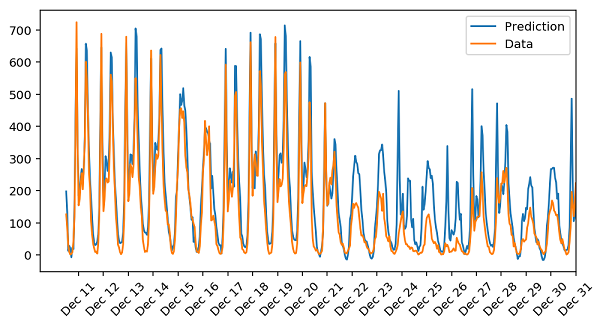 Prediction
Data
700
600
500
400
300
200
100
0
Dec 11
Dec 12
Dec 13
Dec 14
Dec 15
Dec 16
Dec 17
Dec 18
Dec 19
Dec 20
Dec 21
Dec 22
Dec 23
Dec 24
Dec 25
Dec 26
Dec 27
Dec 28
Dec 29
Dec 30
Dec 31